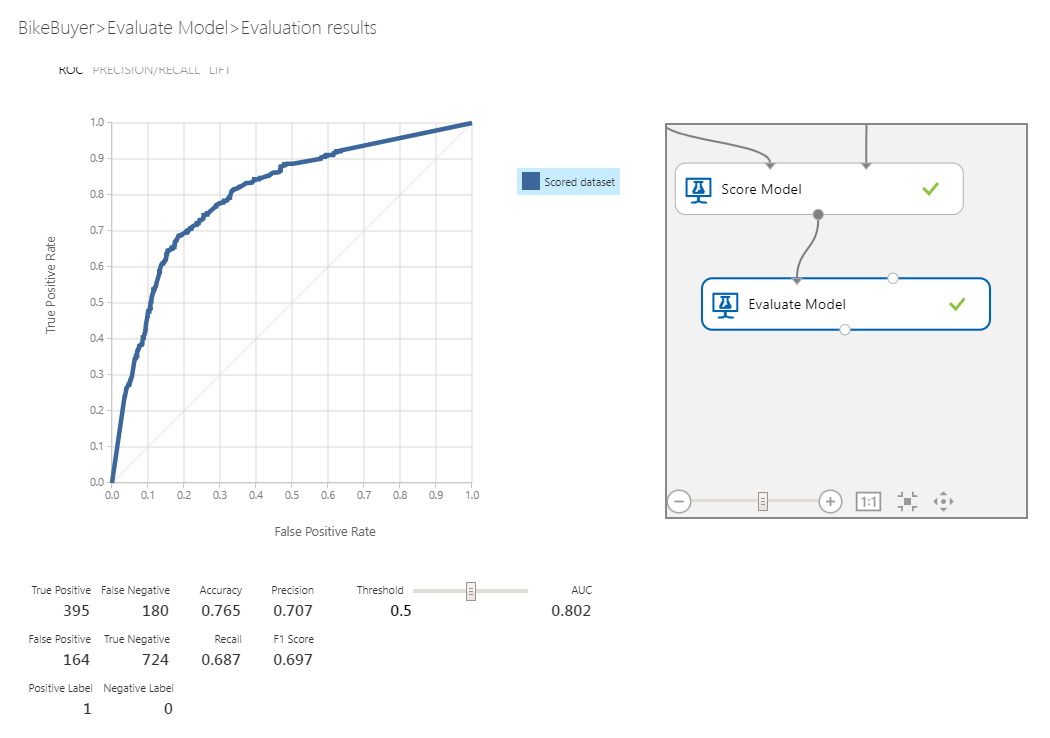 BikeBuyer>Evaluate Model>Evaluation results
ROC PRECISION/RECALL LIFT
1.0
0.9
0.8
0.7
0.6
0.5
0.4
0.3
0.2
0.1
0.0
True Positive Rate
0.0 0.1 0.2 0.3 0.4 0.5 0.6 0.7 0.8 0.9 1.0
False Positive Rate
Scored dataset
Score Model
Evaluate Model
1:1
True Positive False Negative Accuracy Precision Threshold AUC
395 180 0.765 0.707 0.5 0.802
False Positive True Negative Recall F1 Score
164 724 0.687 0.697
Positive Label Negative Label
1 0